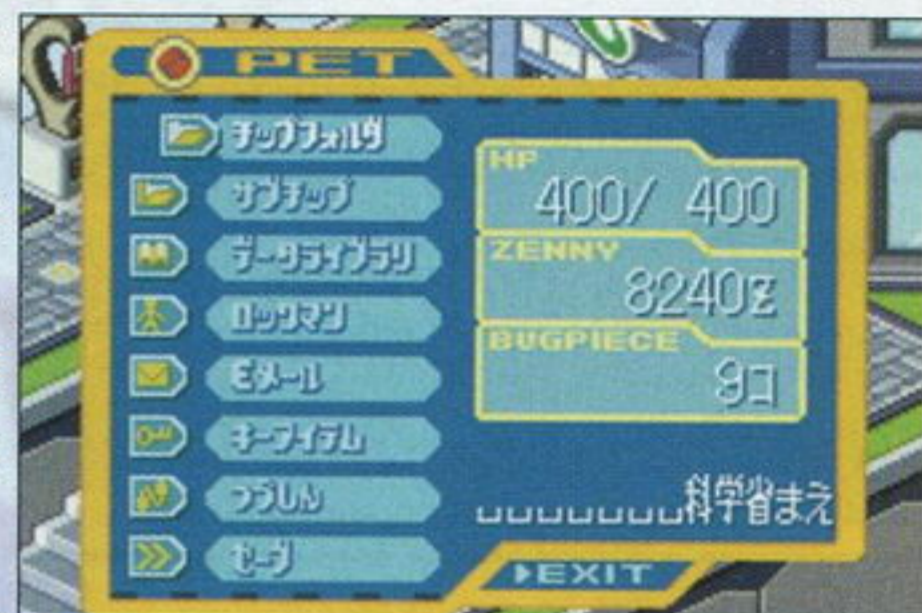 PET
チップフォルダ
サブチップ
データライブラリ
ロックマン
Eメール
キーアイテム
つうしん
セーブ
HP
400/ 400
ZENNY
8240z
BUGPIECE
9コ
科学省まえ
EXIT